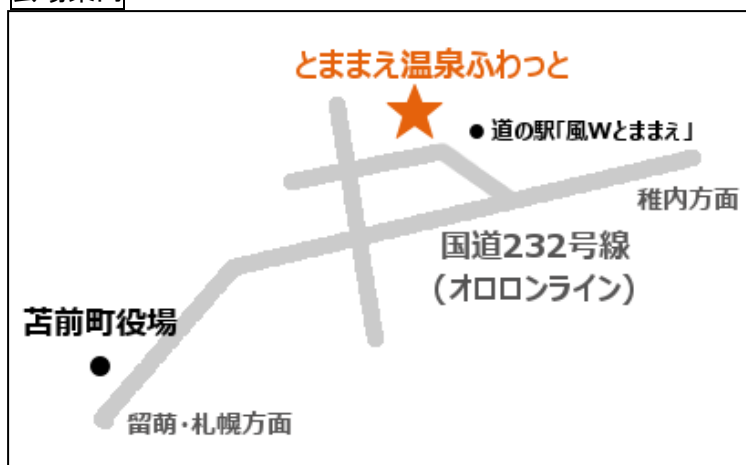 とままえ温泉ふわっと
道の駅「風Wとままえ」
稚内方面
国道232号線
(オロロンライン)
苫前町役場
留萌・札幌方面